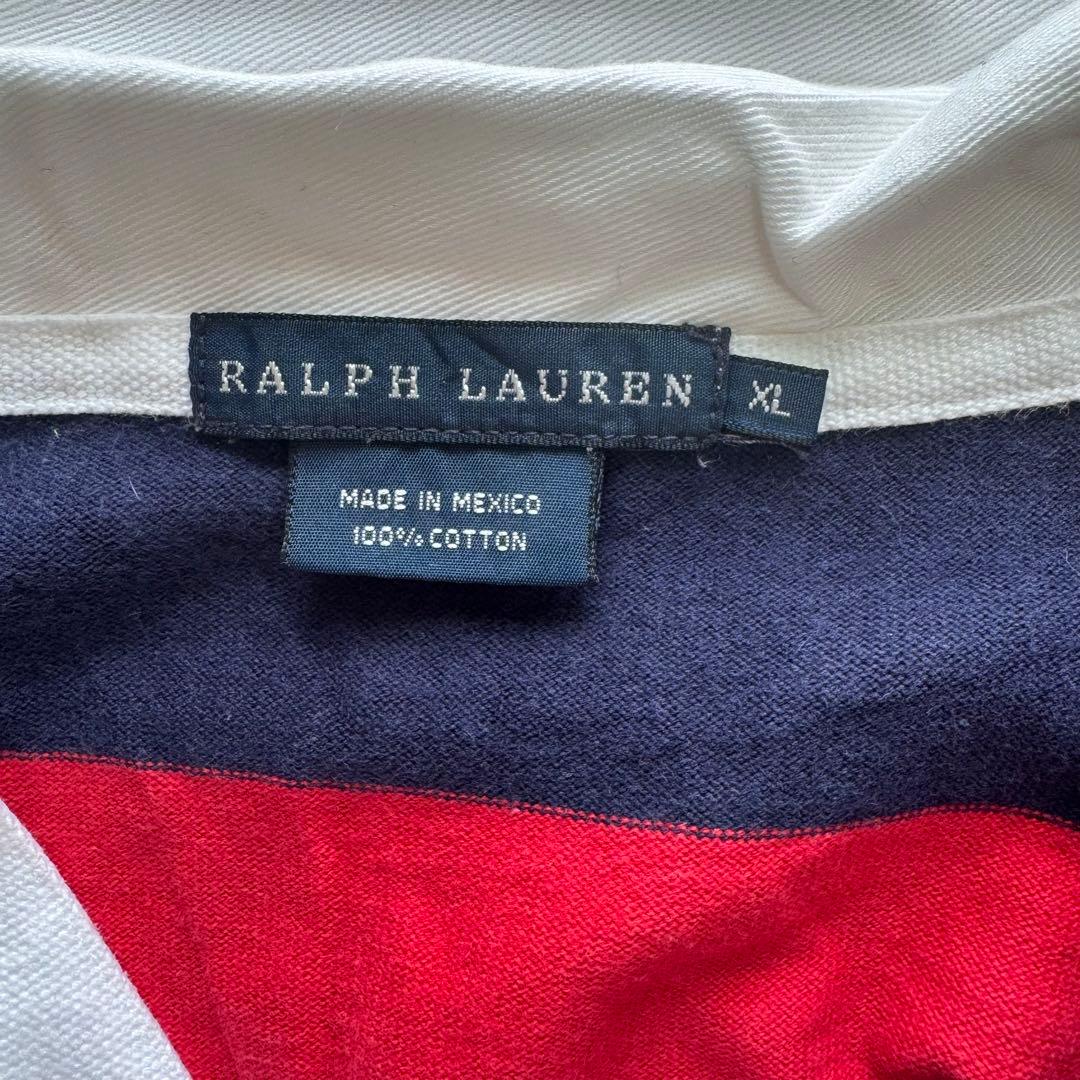 RALPH LAUREN
XL
MADE IN MEXICO
100% COTTON